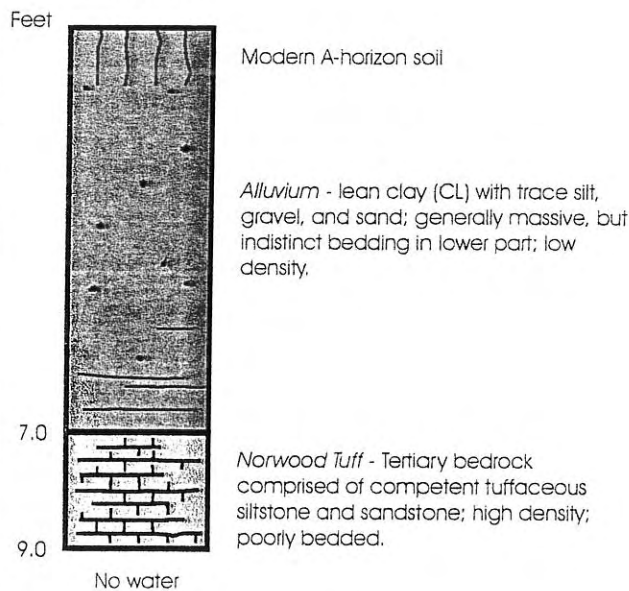 Feet
Modern A-horizon soil
Alluvium - lean clay (CL) with trace silt,
gravel, and sand; generally massive, but
indistinct bedding in lower part; low
density.
7.0
Norwood Tuff - Tertiary bedrock
comprised of competent tuffaceous
siltstone and sandstone; high density;
poorly bedded.
9.0
No water